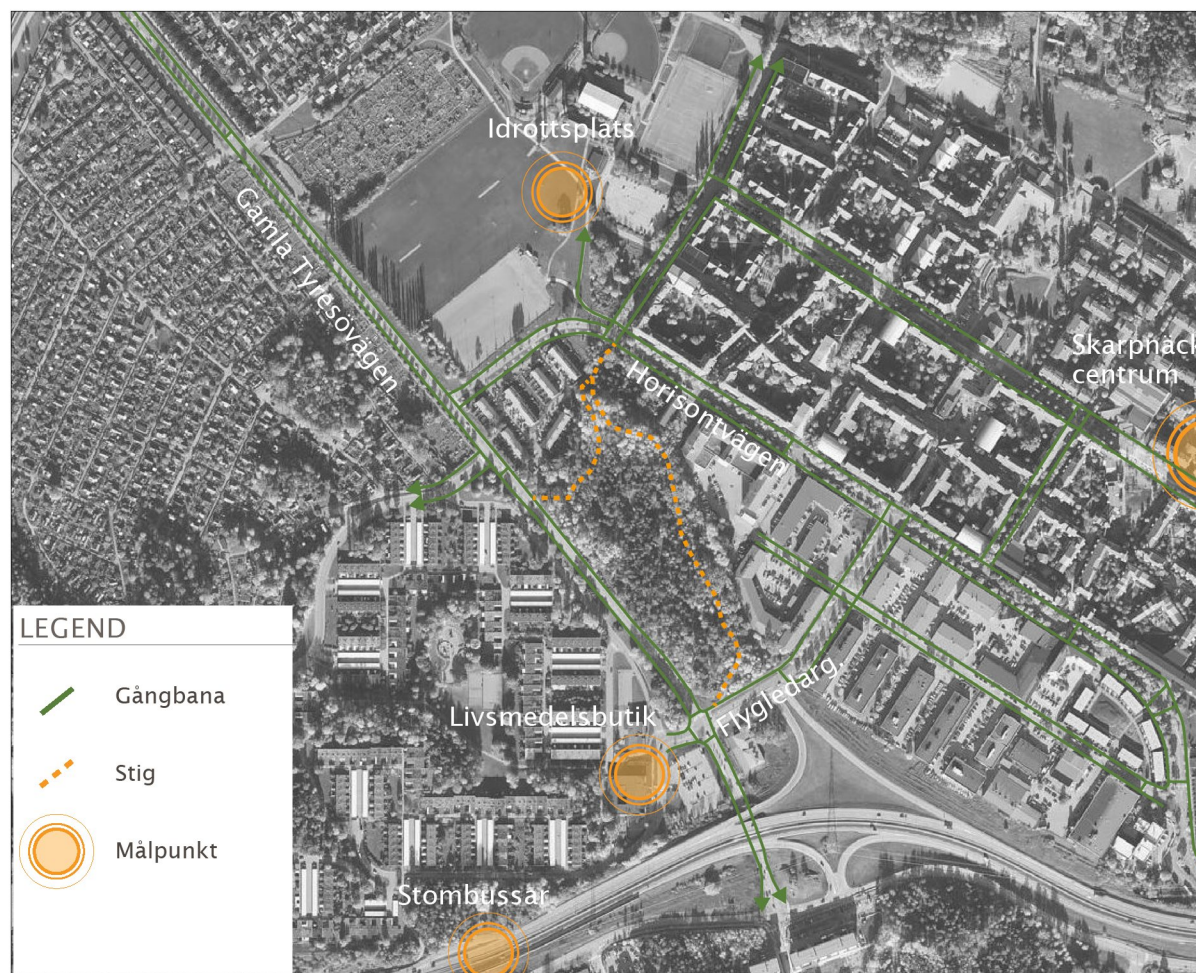 Idrottsplats
Gamla Tyresövägen
Skarpnäck
centrum
Horisontvägen
LEGEND
Gångbana
Flygledarg.
Livsmedelsbutik
Stig
Målpunkt
Stombussar